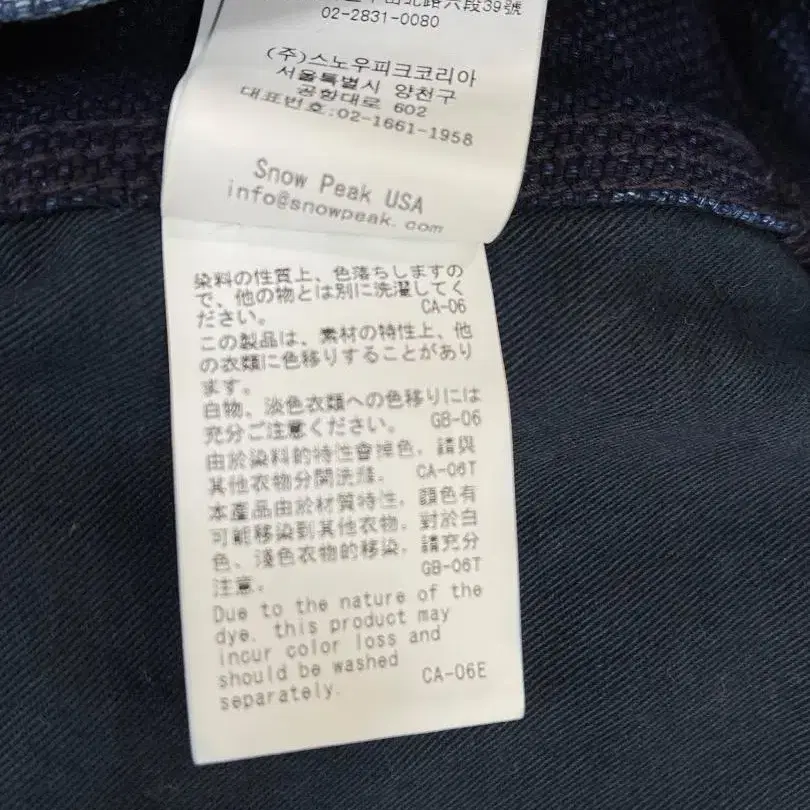 北路六段39號
02-2831-0080
(주)스노우피크코리아
서울특별시 양천구
공항대로 602
대표번호:02-1661-1958
Snow Peak USA
info@snowpeak.com
染料の性質上、色落ちしますの
で、他の物とは別に洗濯してく
ださい。 CA-06
この製品は、素材の特性上、他
の衣類に色移りすることがあり
ます。
白物、淡色衣類への色移りには
充分ご注意ください。 GB-06
由於染料的特性會掉色，請與
其他衣物分開洗滌。 CA-06T
本產品由於材質特性，顏色有
可能移染到其他衣物，對於白
色、淺色衣物的移染，請充分
注意。 GB-06T
Due to the nature of the
dye, this product may
incur color loss and
should be washed
separately. CA-06E